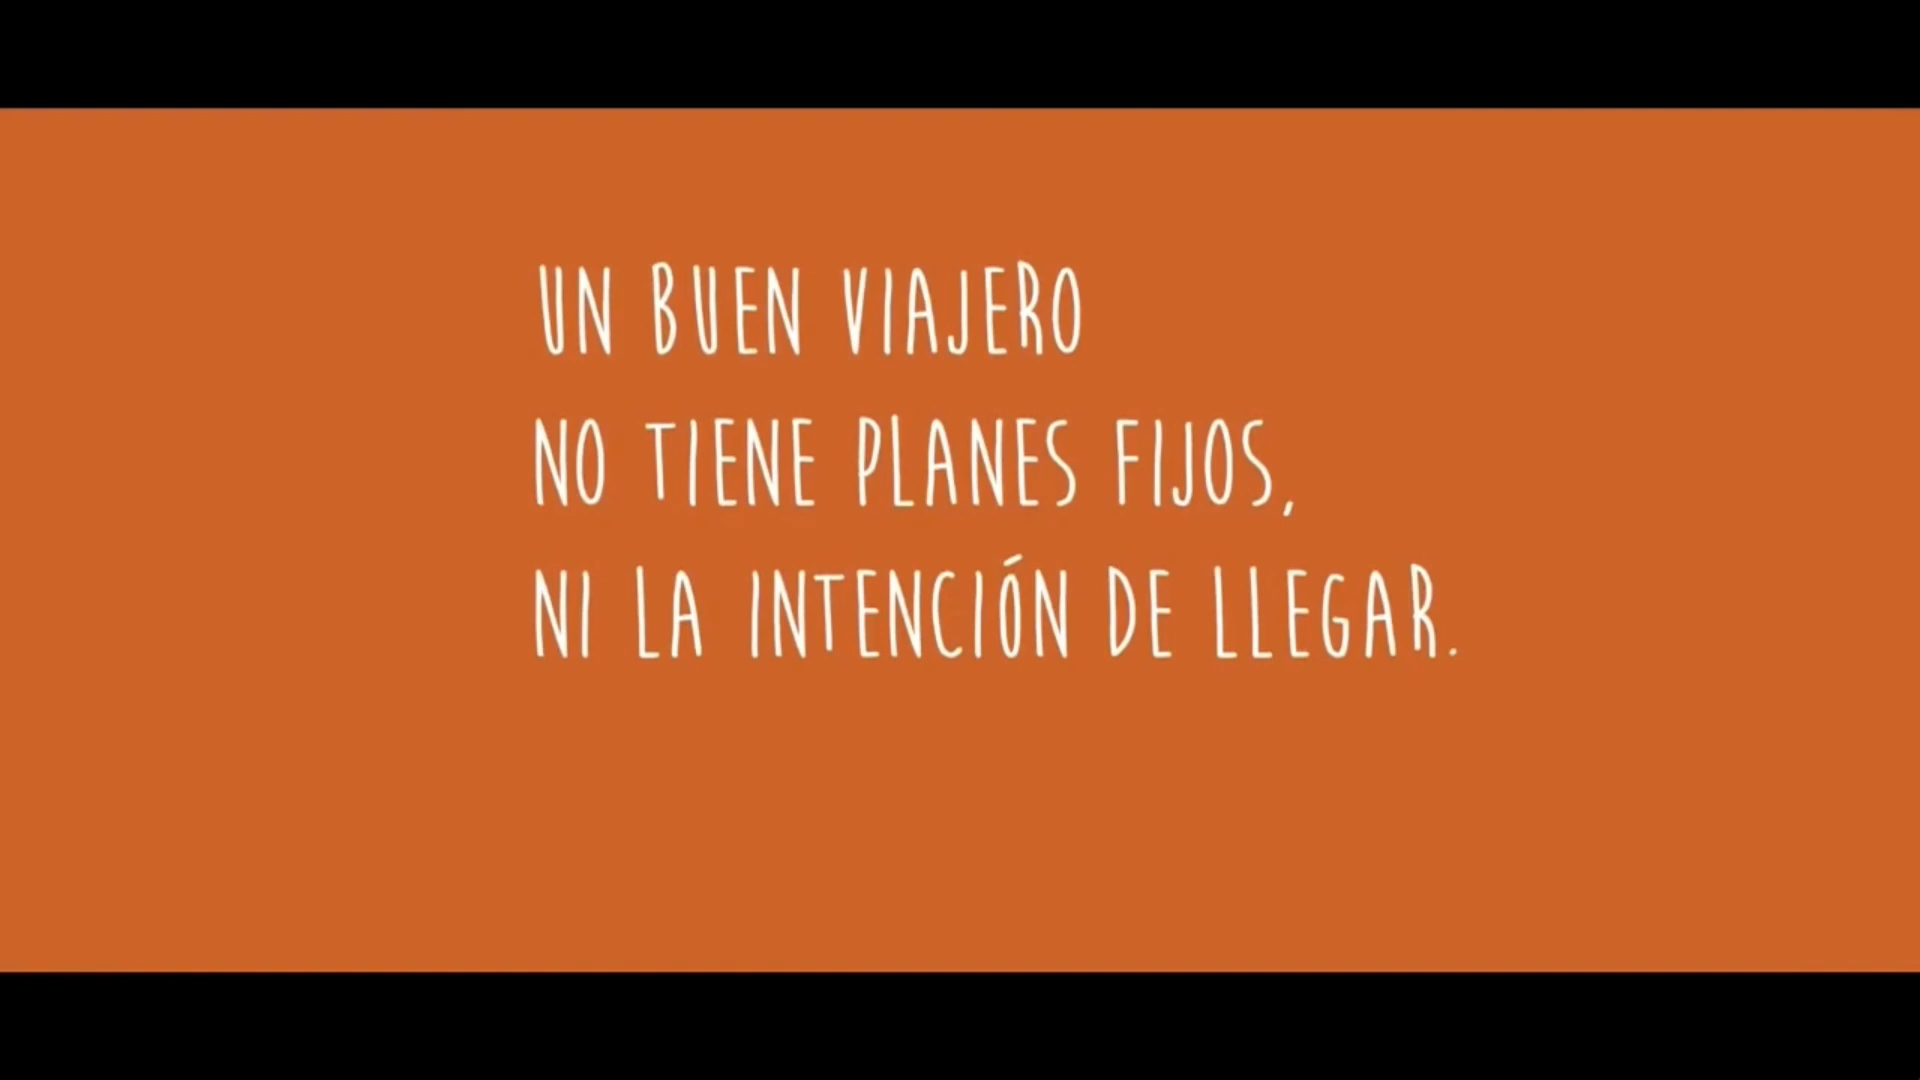 UN BUEN VIAJERO
NO TIENE PLANES FIJOS,
NI LA INTENCIÓN DE LLEGAR.